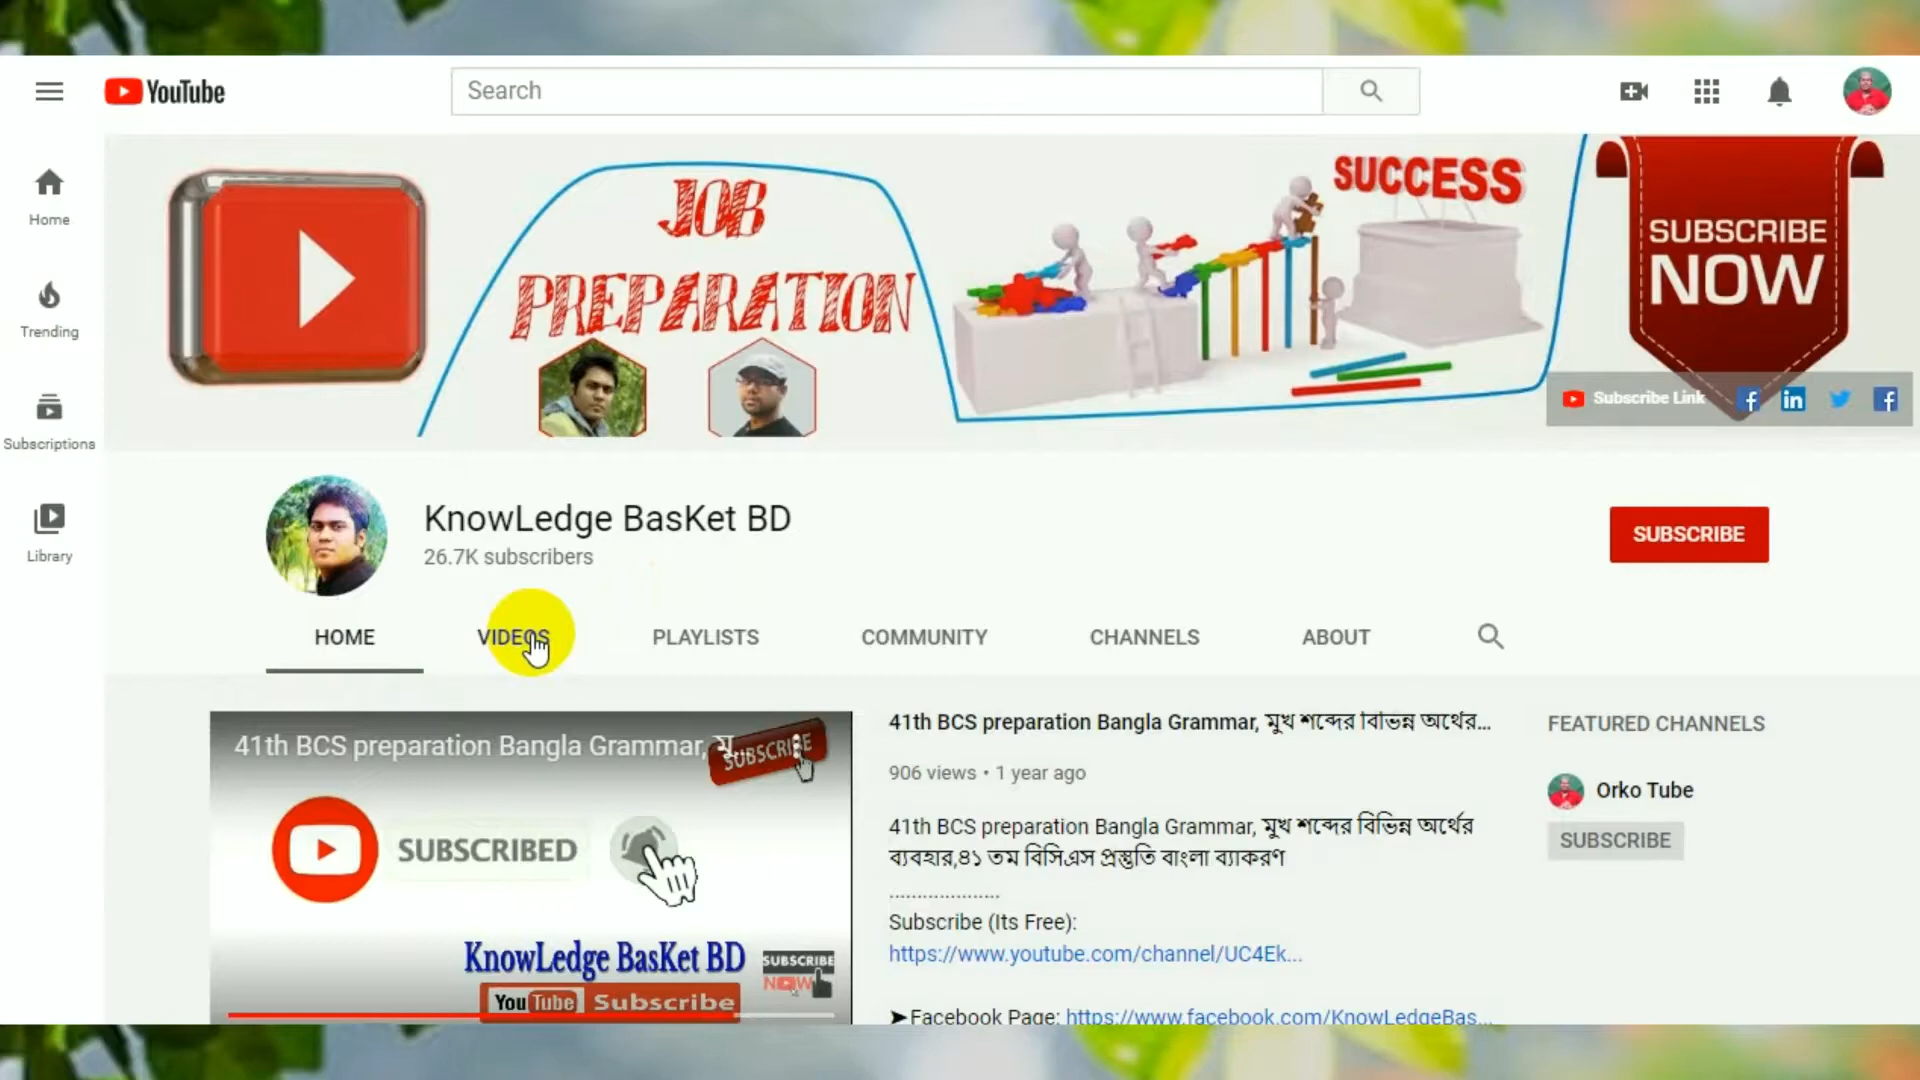 YouTube
Search
Home
Trending
Subscriptions
Library
JOB
PREPARATION
SUCCESS
SUBSCRIBE
NOW
Subscribe Link
KnowLedge BasKet BD
26.7K subscribers
SUBSCRIBE
HOME
VIDEOS
PLAYLISTS
COMMUNITY
CHANNELS
ABOUT
41th BCS preparation Bangla Grammar, মু...
SUBSCRIBE
SUBSCRIBED
KnowLedge BasKet BD
SUBSCRIBE
NOW
YouTube Subscribe
41th BCS preparation Bangla Grammar, মুখ শব্দের বিভিন্ন অর্থের...
906 views • 1 year ago
41th BCS preparation Bangla Grammar, মুখ শব্দের বিভিন্ন অর্থের
ব্যবহার,৪১ তম বিসিএস প্রস্তুতি বাংলা ব্যাকরণ
....................
Subscribe (Its Free):
https://www.youtube.com/channel/UC4Ek...
➤Facebook Page: https://www.facebook.com/KnowLedgeBas...
FEATURED CHANNELS
Orko Tube
SUBSCRIBE